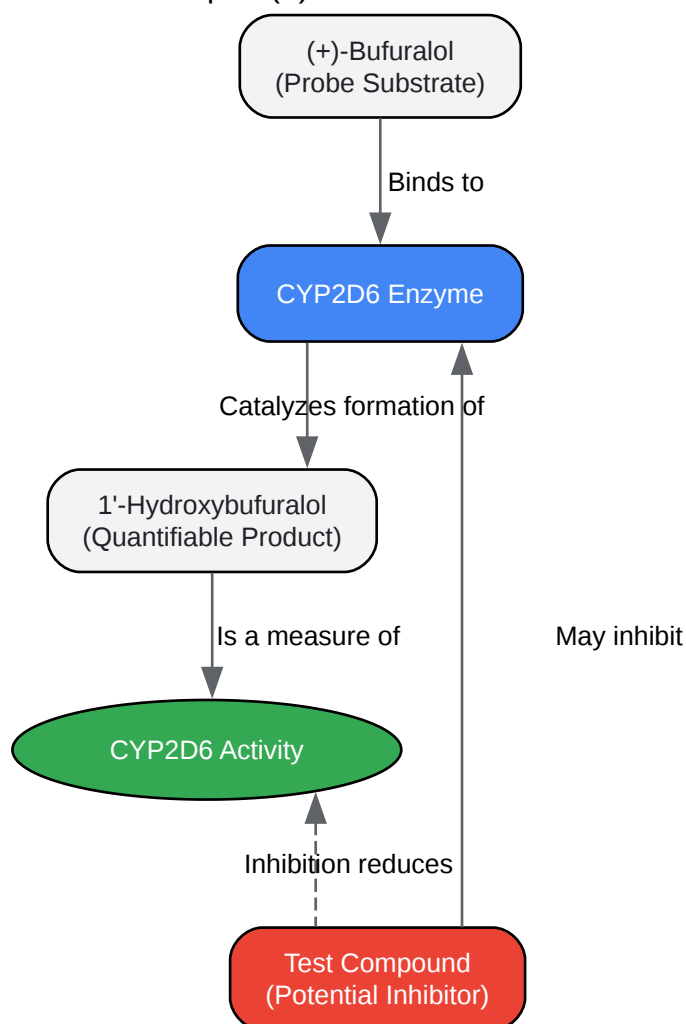 (+)-Bufuralol
(Probe Substrate)
Binds to
CYP2D6 Enzyme
Catalyzes formation of
1'-Hydroxybufuralol
(Quantifiable Product)
Is a measure of
May inhibit
CYP2D6 Activity
Inhibition reduces
Test Compound
(Potential Inhibitor)